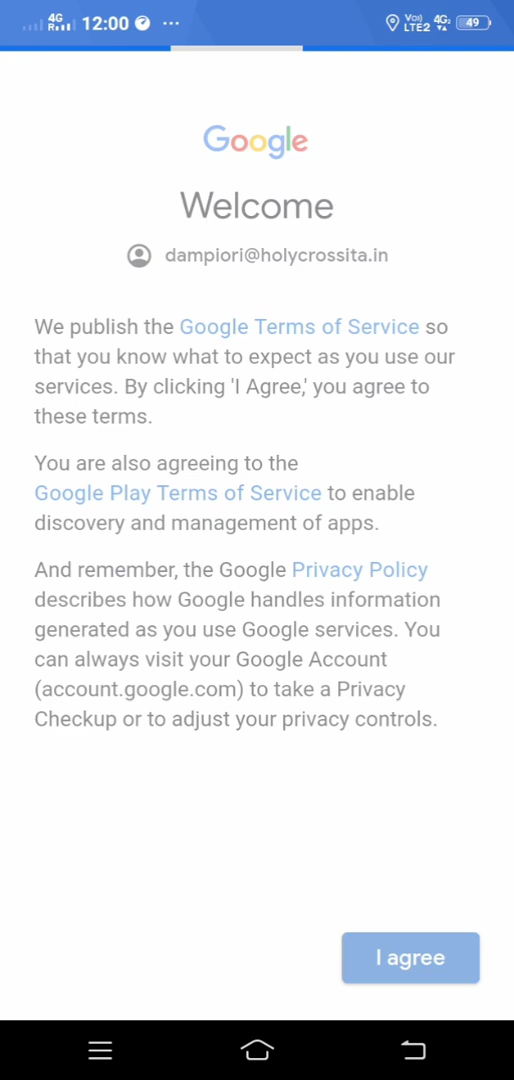 4G R 12:00 ... Vo) LTE2 4G2 49
Google
Welcome
dampiori@holycrossita.in
We publish the Google Terms of Service so
that you know what to expect as you use our
services. By clicking 'I Agree,' you agree to
these terms.
You are also agreeing to the
Google Play Terms of Service to enable
discovery and management of apps.
And remember, the Google Privacy Policy
describes how Google handles information
generated as you use Google services. You
can always visit your Google Account
(account.google.com) to take a Privacy
Checkup or to adjust your privacy controls.
I agree